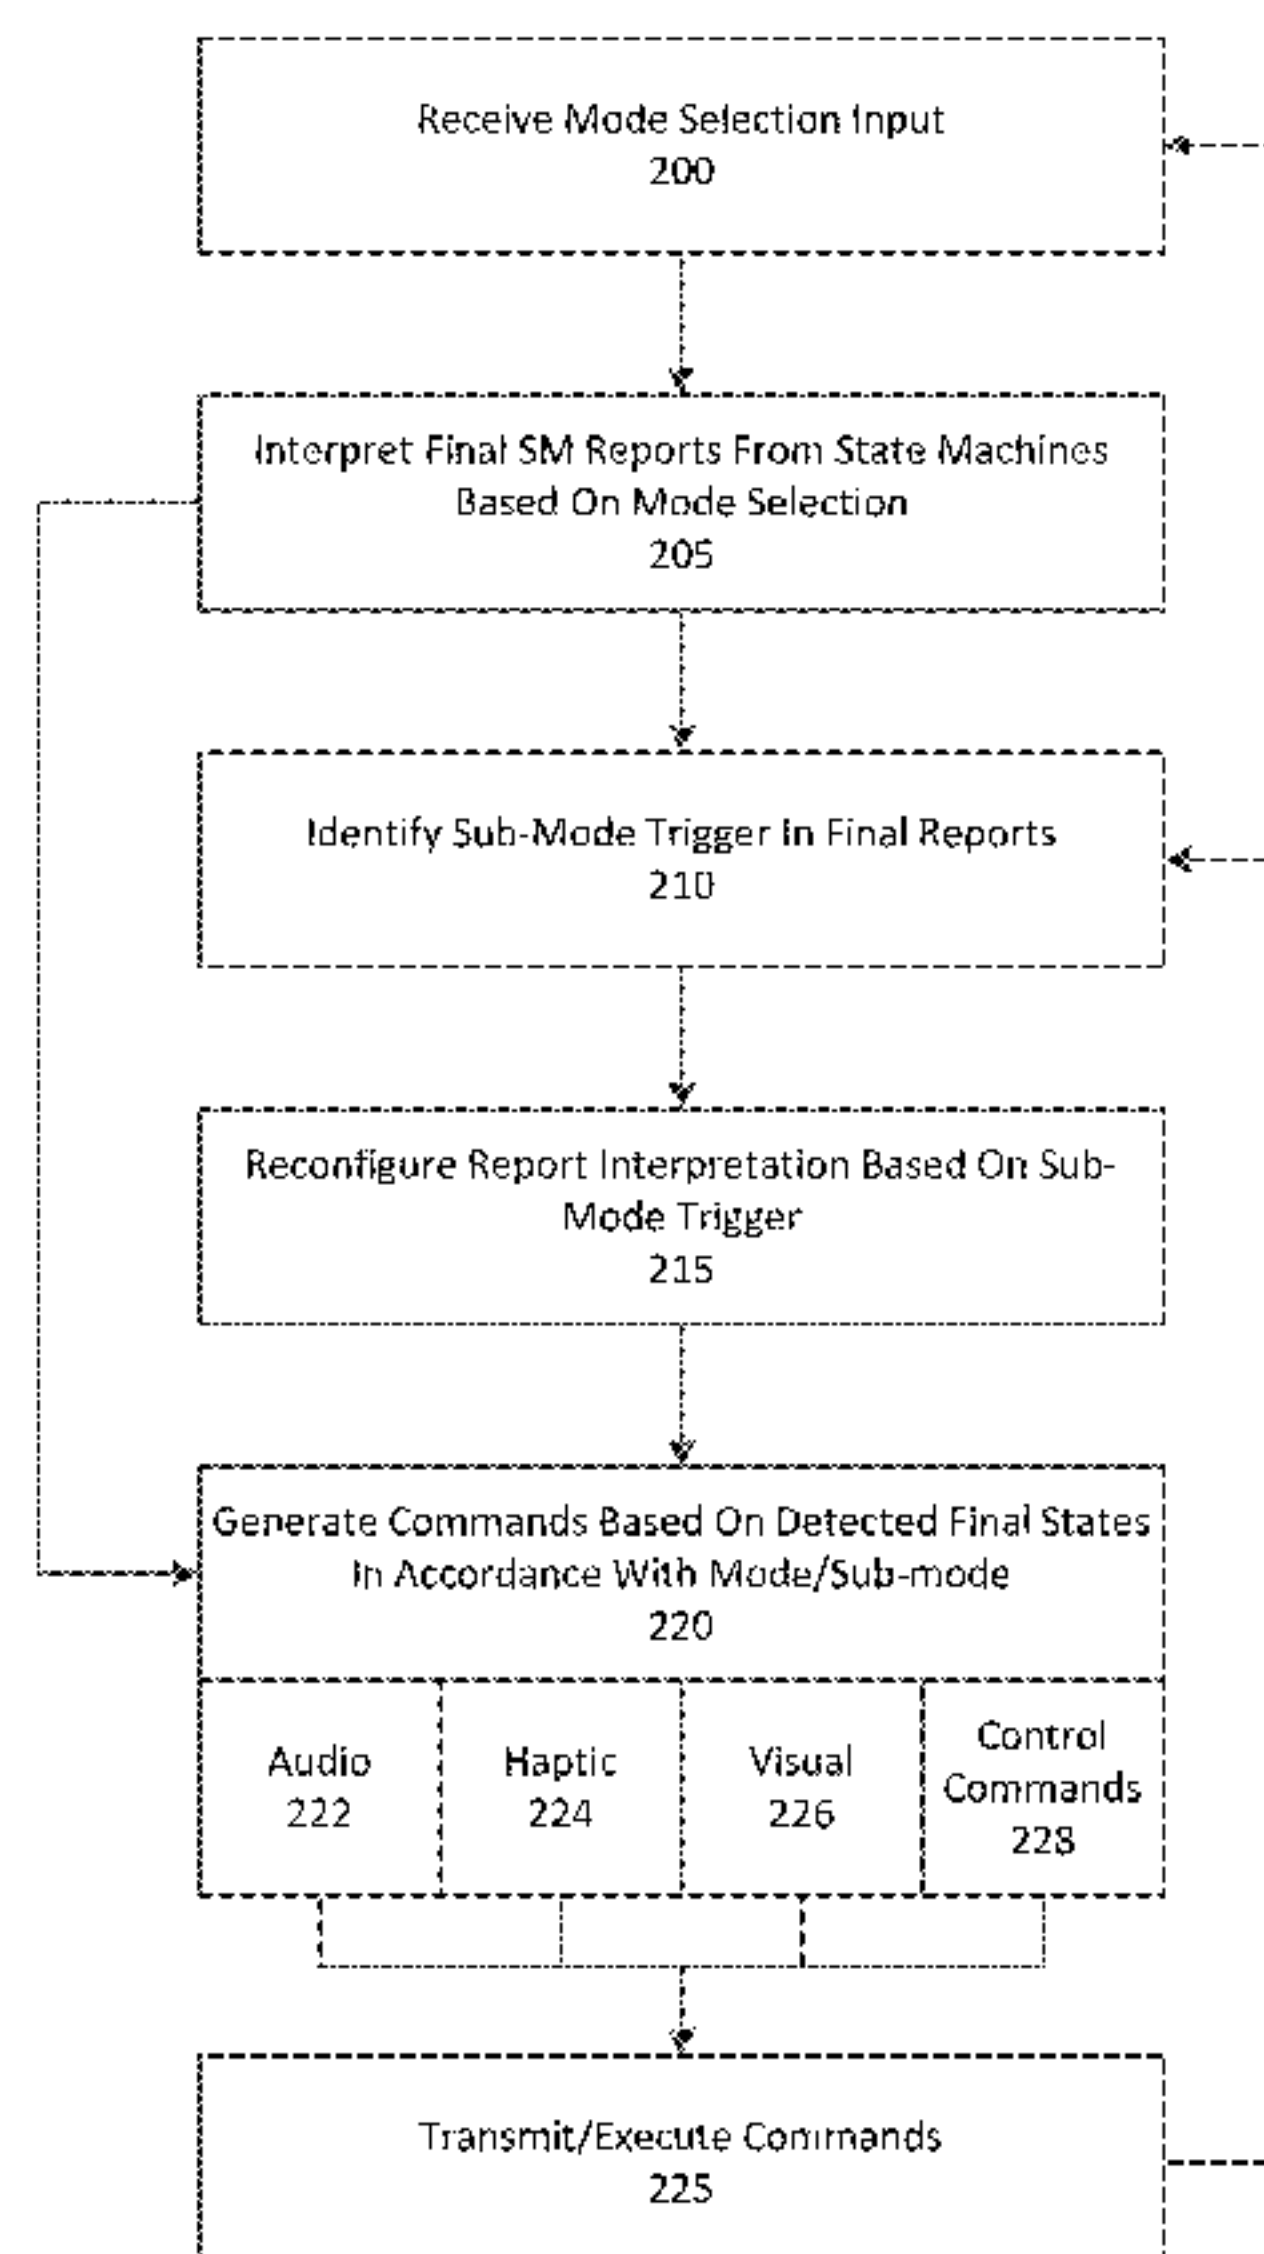 Receive Mode Selection Input
200
Interpret Final SM Reports From State Machines
Based On Mode Selection
205
Identify Sub-Mode Trigger In Final Reports
210
Reconfigure Report Interpretation Based On Sub-
Mode Trigger
215
Generate Commands Based On Detected Final States
In Accordance With Mode/Sub-mode
220
Audio
222
Haptic
224
Visual
226
Control
Commands
228
Transmit/Execute Commands
225